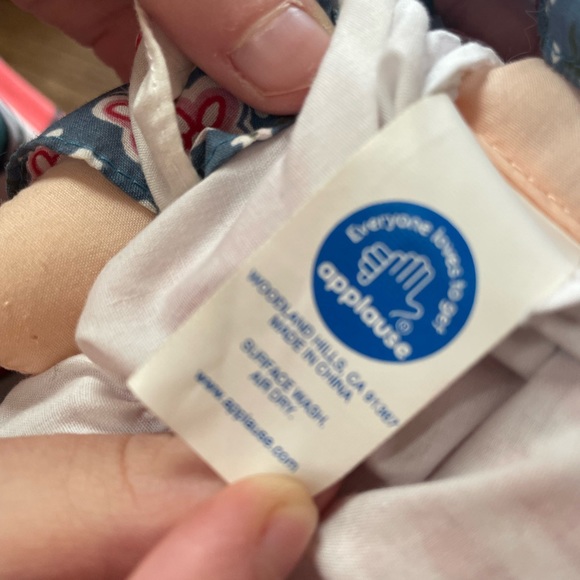 Everyone loves to get
applause
WOODLAND HILLS, CA 91367
MADE IN CHINA
SURFACE WASH.
AIR DRY.
www.applause.com